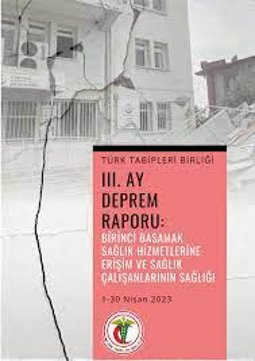 TÜRK TABİPLERİ BİRLİĞİ
III. AY
DEPREM
RAPORU:
BİRİNCİ BASAMAK
SAĞLIK HİZMETLERİNE
ERİŞİM VE SAĞLIK
ÇALIŞANLARININ SAĞLIĞI
1-30 Nisan 2023